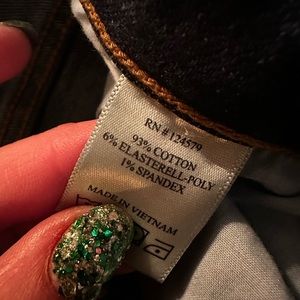 RN # 124579
93% COTTON
6% ELASTERELL-POLY
1% SPANDEX
MADE IN VIETNAM